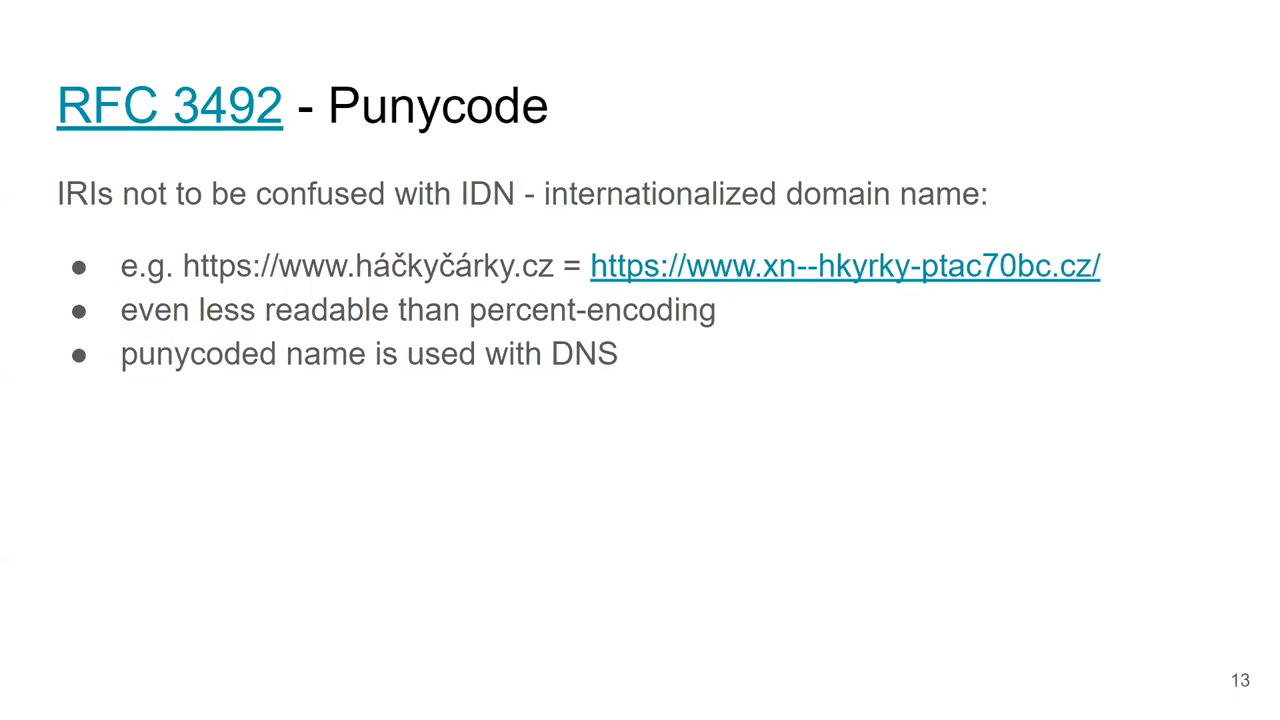 RFC 3492 - Punycode
IRIs not to be confused with IDN - internationalized domain name:
● e.g. https://www.háčkyčárky.cz = https://www.xn--hkyrky-ptac70bc.cz/
● even less readable than percent-encoding
● punycoded name is used with DNS
13